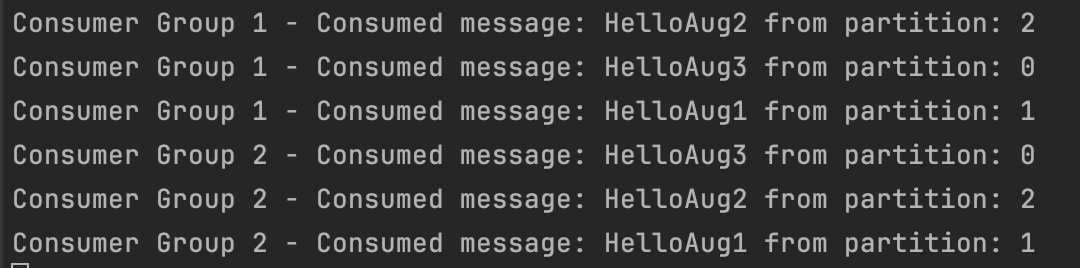 Consumer Group 1 - Consumed message: HelloAug2 from partition: 2
Consumer Group 1 - Consumed message: HelloAug3 from partition: 0
Consumer Group 1 - Consumed message: HelloAug1 from partition: 1
Consumer Group 2 - Consumed message: HelloAug3 from partition: 0
Consumer Group 2 - Consumed message: HelloAug2 from partition: 2
Consumer Group 2 - Consumed message: HelloAug1 from partition: 1